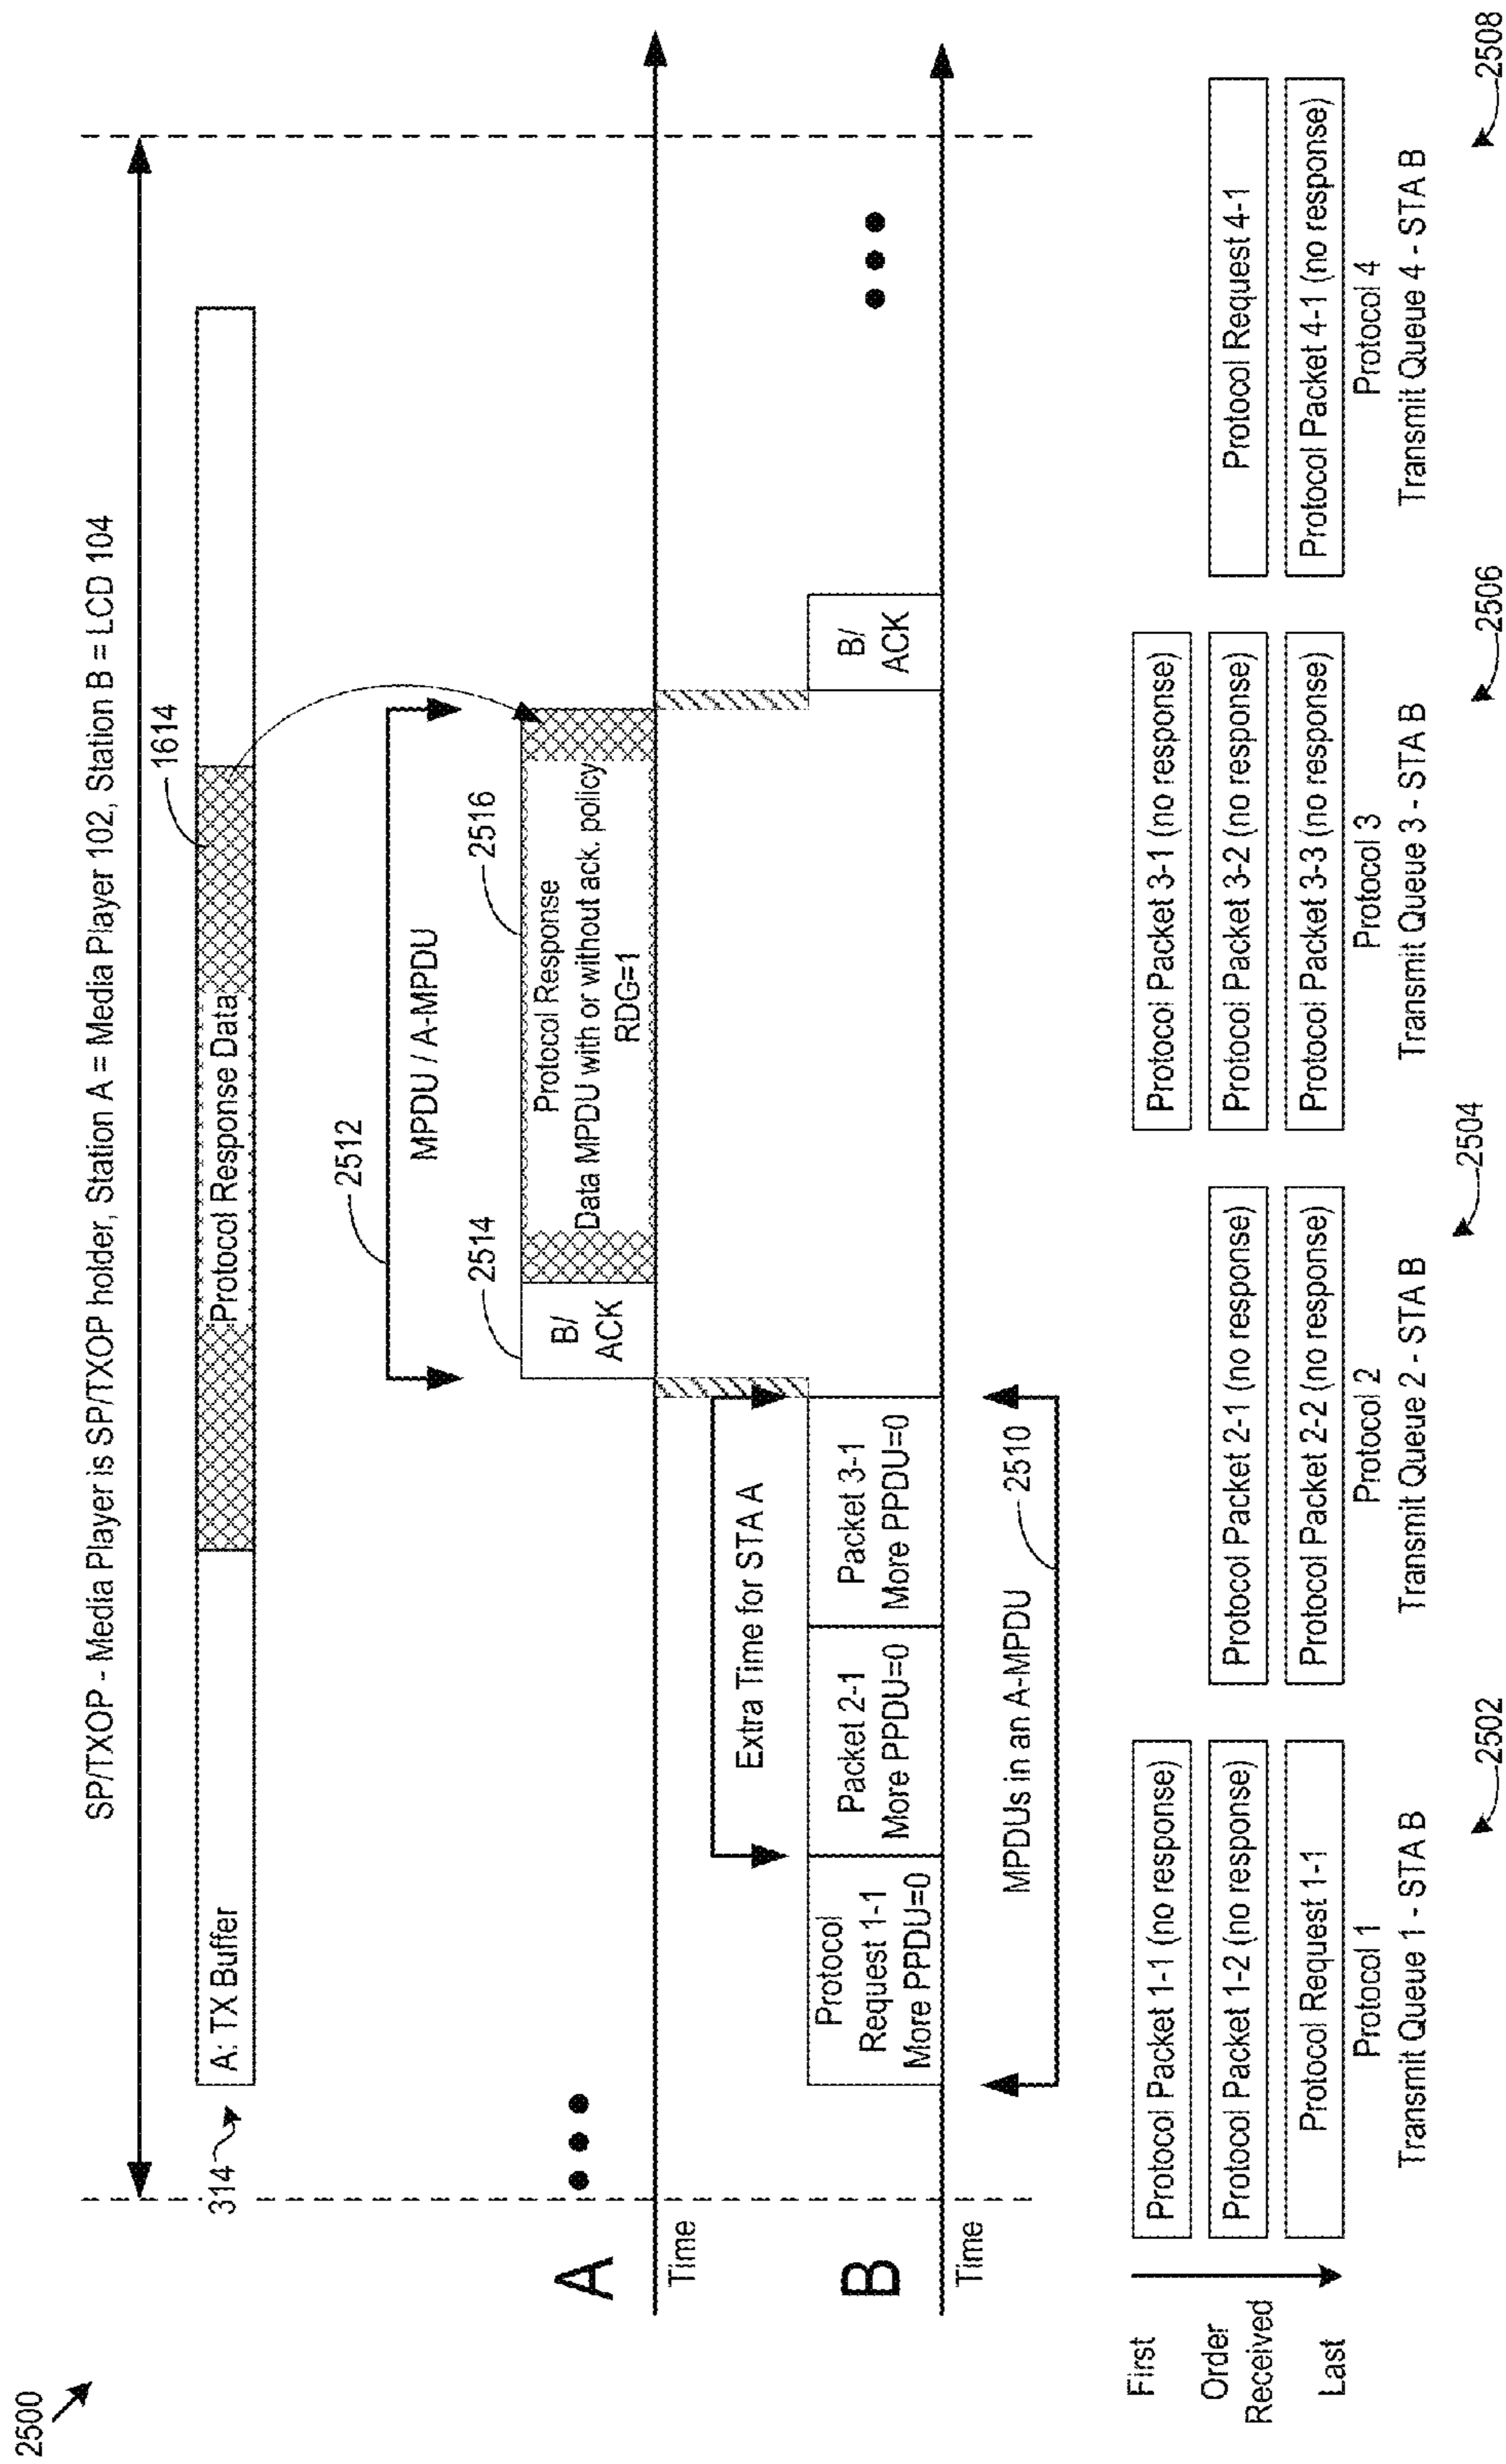 2500
SP/TXOP - Media Player is SP/TXOP holder, Station A = Media Player 102, Station B = LCD 104
314
A: TX Buffer
Protocol Response Data
1614
2512
MPDU / A-MPDU
2514
2516
A
B/
ACK
Protocol Response
Data MPDU with or without ack. policy
RDG=1
Time
Extra Time for STA A
B
Protocol
Request 1-1
More PPDU=0
Packet 2-1
More PPDU=0
Packet 3-1
More PPDU=0
B/
ACK
Time
MPDUs in an A-MPDU
2510
First
Order
Received
Last
Protocol Packet 1-1 (no response)
Protocol Packet 1-2 (no response)
Protocol Request 1-1
Protocol 1
Transmit Queue 1 - STA B
2502
Protocol Packet 2-1 (no response)
Protocol Packet 2-2 (no response)
Protocol 2
Transmit Queue 2 - STA B
2504
Protocol Packet 3-1 (no response)
Protocol Packet 3-2 (no response)
Protocol Packet 3-3 (no response)
Protocol 3
Transmit Queue 3 - STA B
2506
Protocol Request 4-1
Protocol Packet 4-1 (no response)
Protocol 4
Transmit Queue 4 - STA B
2508